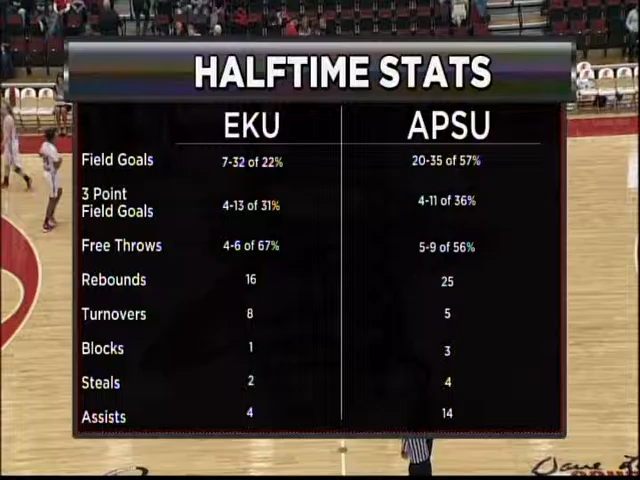 HALFTIME STATS
EKU APSU
Field Goals 7-32 of 22% 20-35 of 57%
3 Point
Field Goals 4-13 of 31% 4-11 of 36%
Free Throws 4-6 of 67% 5-9 of 56%
Rebounds 16 25
Turnovers 8 5
Blocks 1 3
Steals 2 4
Assists 4 14
Dave